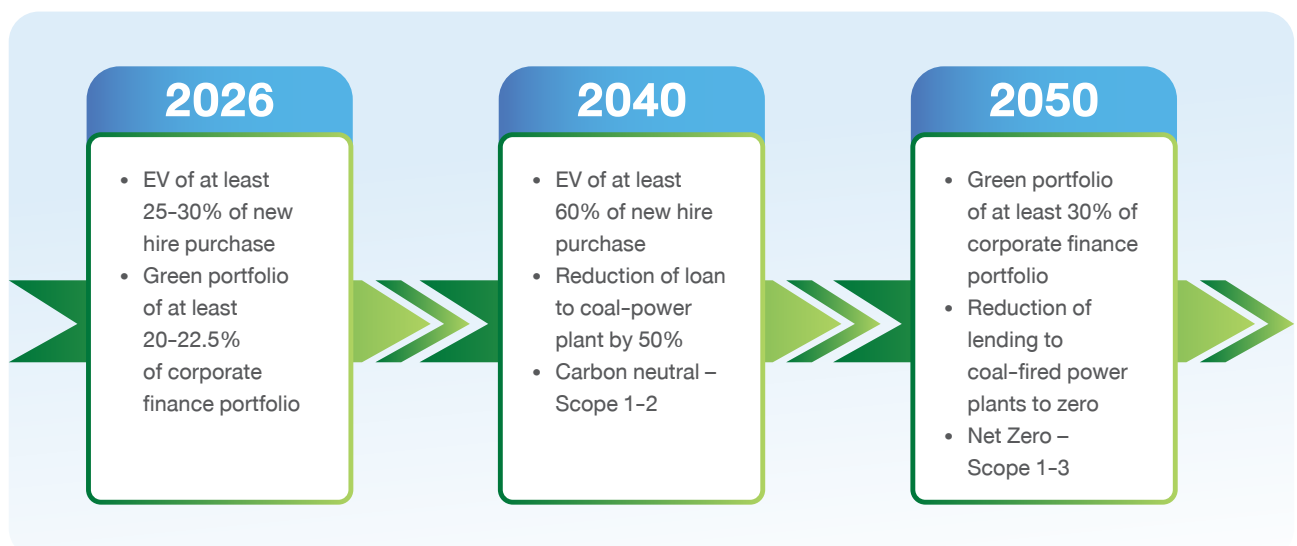 2026
• EV of at least
25-30% of new
hire purchase
• Green portfolio
of at least
20-22.5%
of corporate
finance portfolio
2040
• EV of at least
60% of new hire
purchase
• Reduction of loan
to coal-power
plant by 50%
• Carbon neutral –
Scope 1-2
2050
• Green portfolio
of at least 30% of
corporate finance
portfolio
• Reduction of
lending to
coal-fired power
plants to zero
• Net Zero –
Scope 1-3